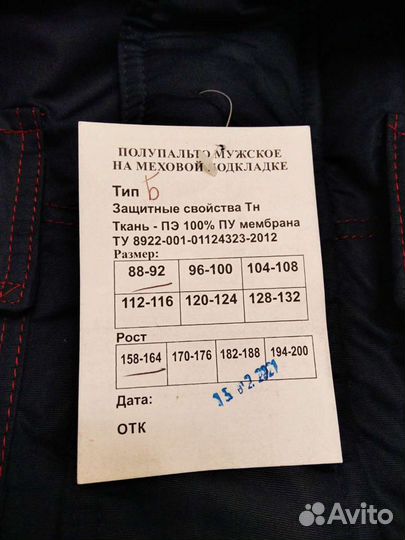 ПОЛУПАЛЬТО МУЖСКОЕ
НА МЕХОВОЙ ПОДКЛАДКЕ
Тип Б
Защитные свойства Тн
Ткань - ПЭ 100% ПУ мембрана
ТУ 8922-001-01124323-2012
Размер:
88-92 96-100 104-108
112-116 120-124 128-132
Рост
158-164 170-176 182-188 194-200
Дата:
ОТК
Avito